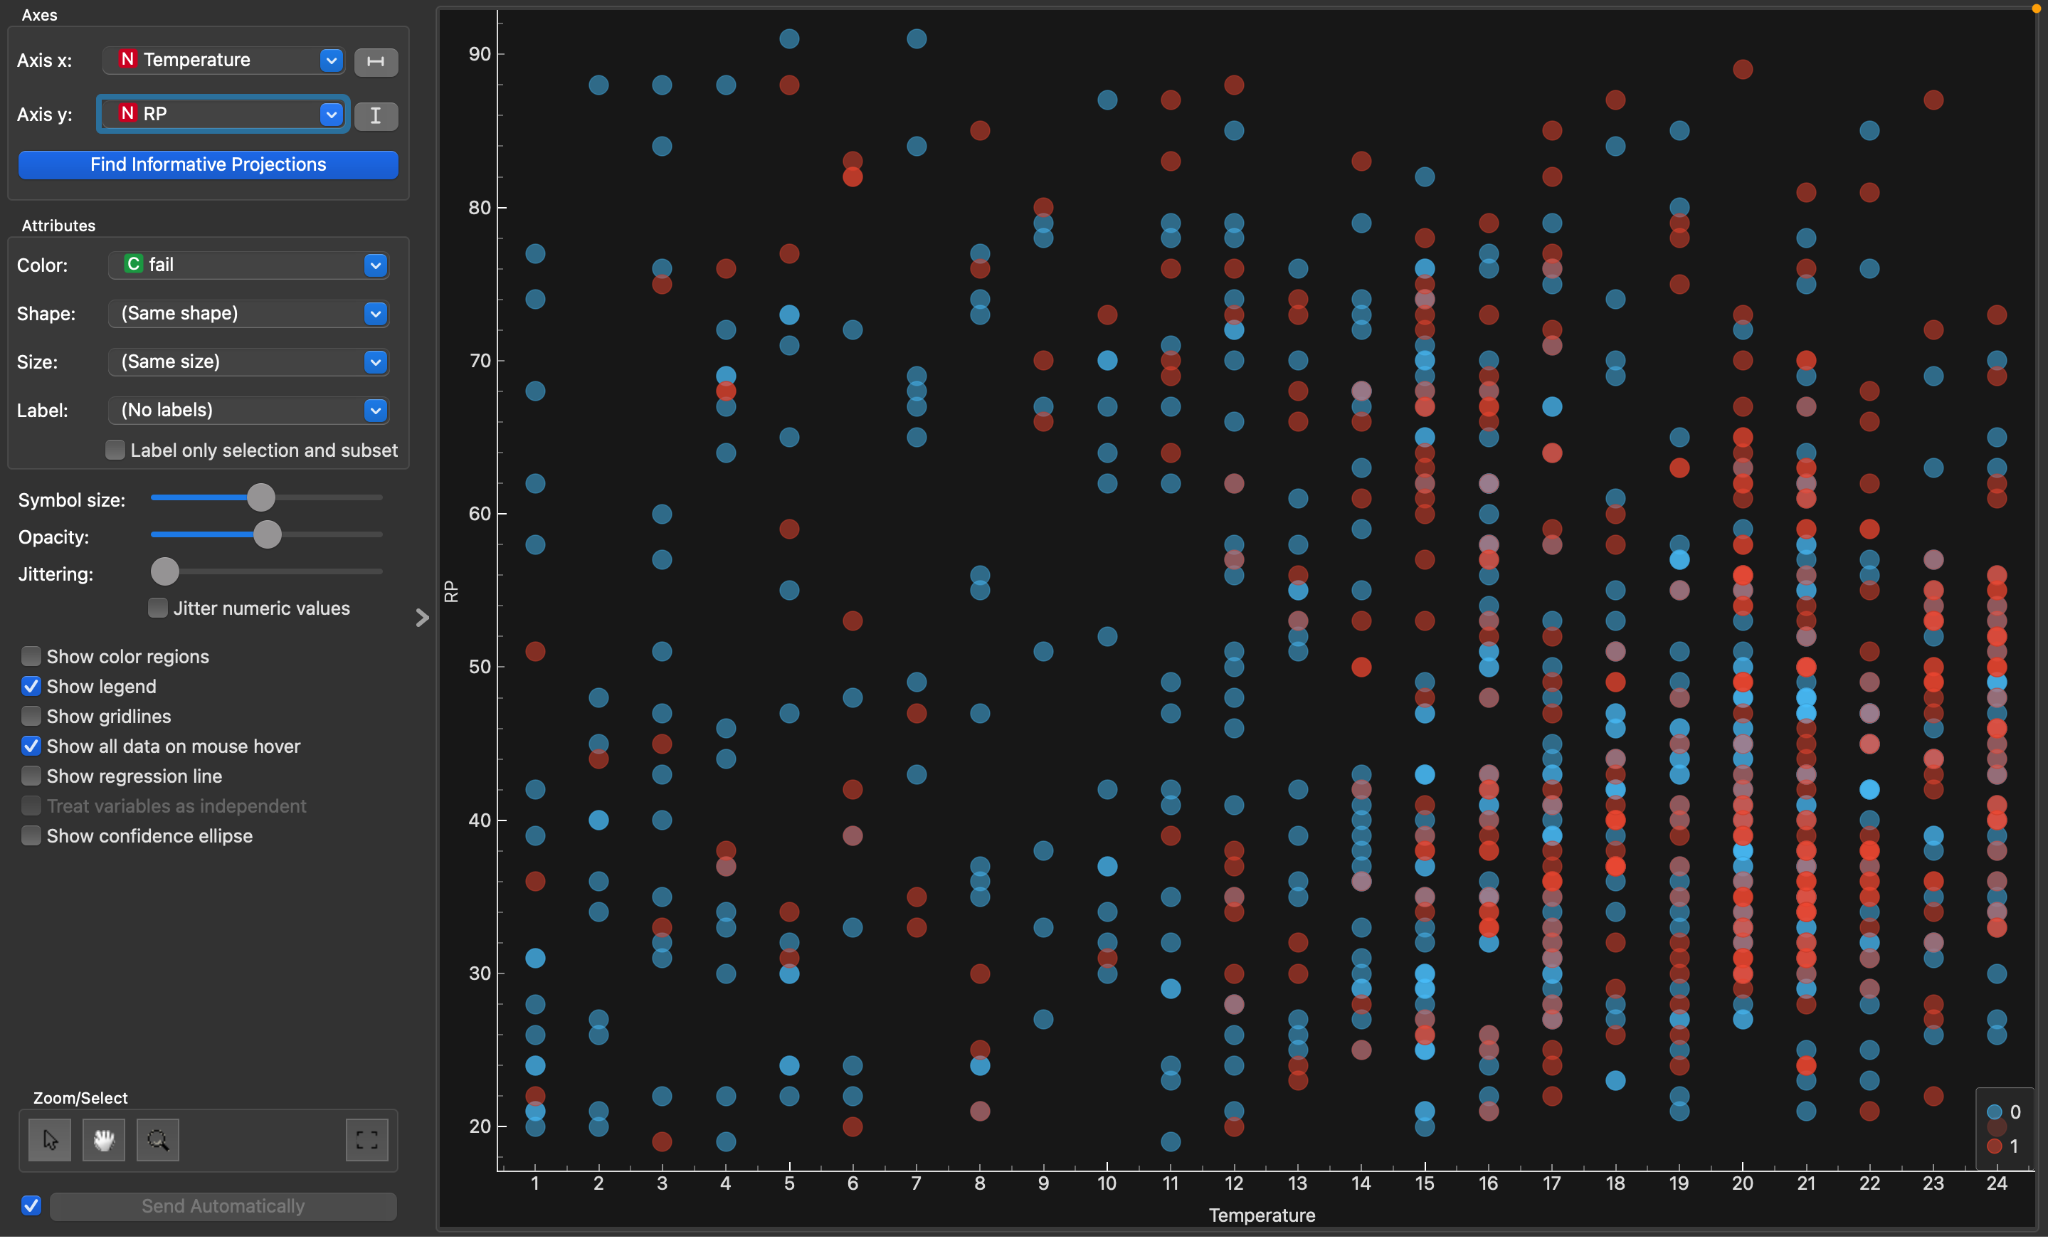 Axes
Axis x: N Temperature
Axis y: N RP
Find Informative Projections
Attributes
Color: C fail
Shape: (Same shape)
Size: (Same size)
Label: (No labels)
Label only selection and subset
Symbol size:
Opacity:
Jittering:
Jitter numeric values
Show color regions
Show legend
Show gridlines
Show all data on mouse hover
Show regression line
Treat variables as independent
Show confidence ellipse
Zoom/Select
Send Automatically
90
80
70
60
50
40
30
20
RP
1 2 3 4 5 6 7 8 9 10 11 12 13 14 15 16 17 18 19 20 21 22 23 24
Temperature
0
1